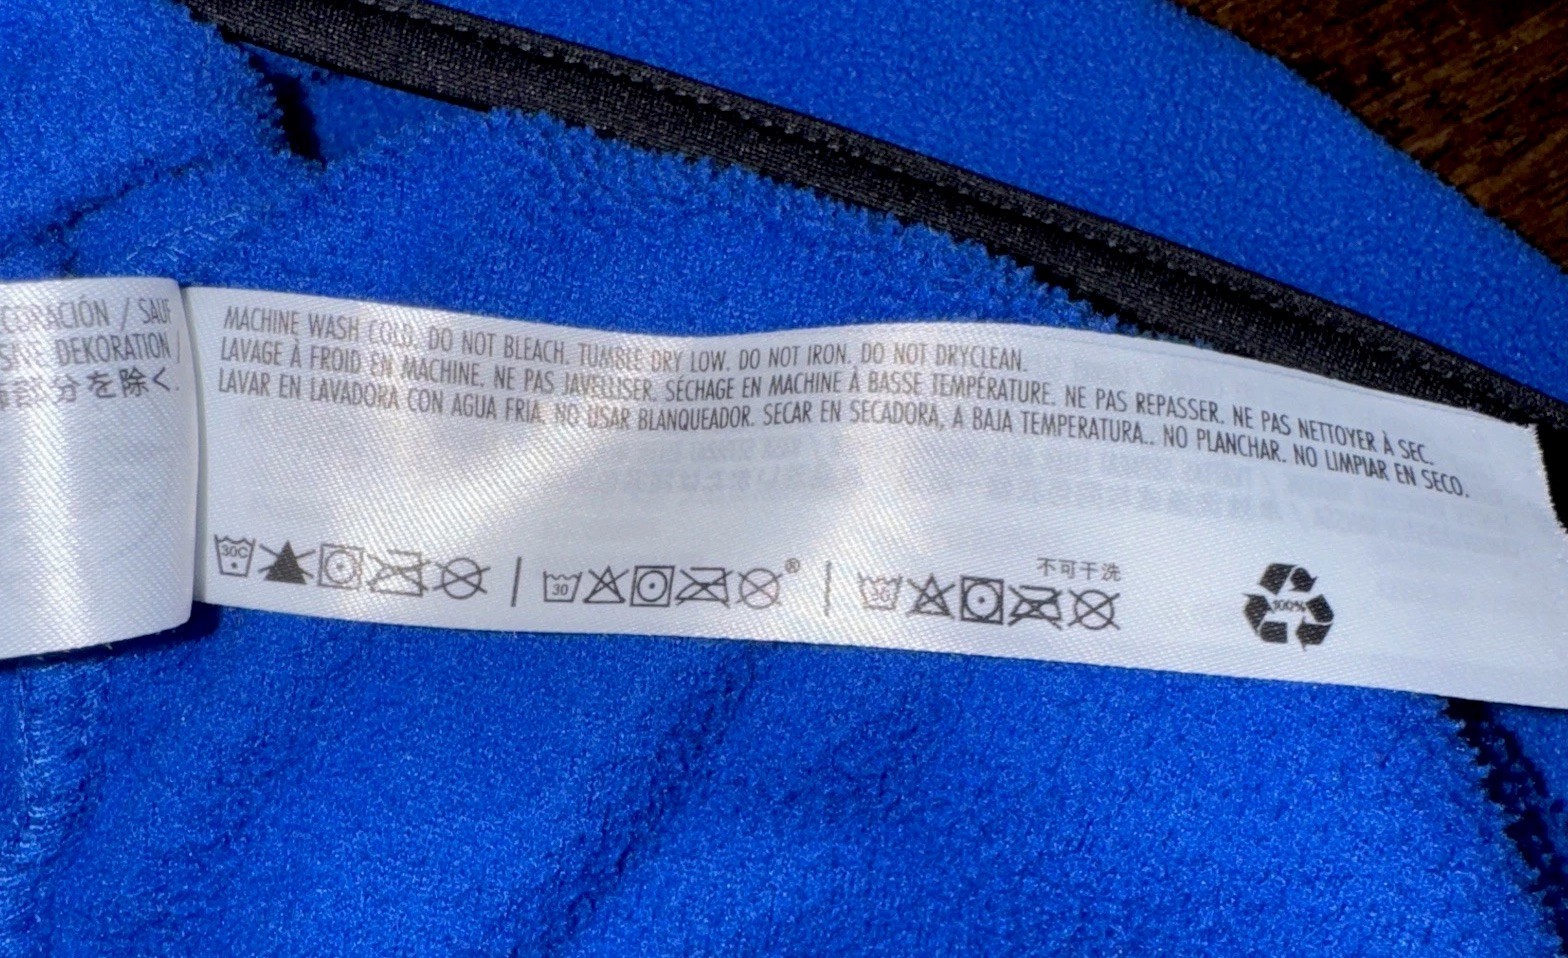 / SAUF
DEKORATION /
部分を除く.
MACHINE WASH COLD. DO NOT BLEACH. TUMBLE DRY LOW. DO NOT IRON. DO NOT DRYCLEAN.
LAVAGE À FROID EN MACHINE. NE PAS JAVELLISER. SÉCHAGE EN MACHINE À BASSE TEMPÉRATURE. NE PAS REPASSER. NE PAS NETTOYER À SEC.
LAVAR EN LAVADORA CON AGUA FRIA. NO USAR BLANQUEADOR. SECAR EN SECADORA, A BAJA TEMPERATURA.. NO PLANCHAR. NO LIMPIAR EN SECO.
不可干洗
30C | 30 ® | 30 100%